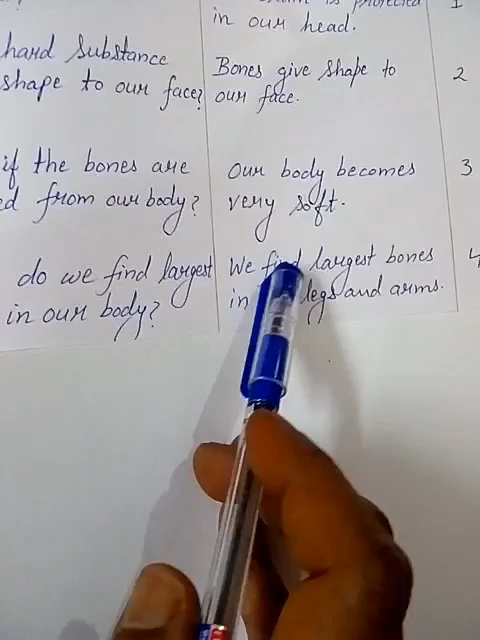 in our head.
1
hard substance
shape to our face?
Bones give shape to
our face.
2
if the bones are
from our body?
Our body becomes
very soft.
3
do we find largest
in our body?
We find largest bones
in legs and arms.